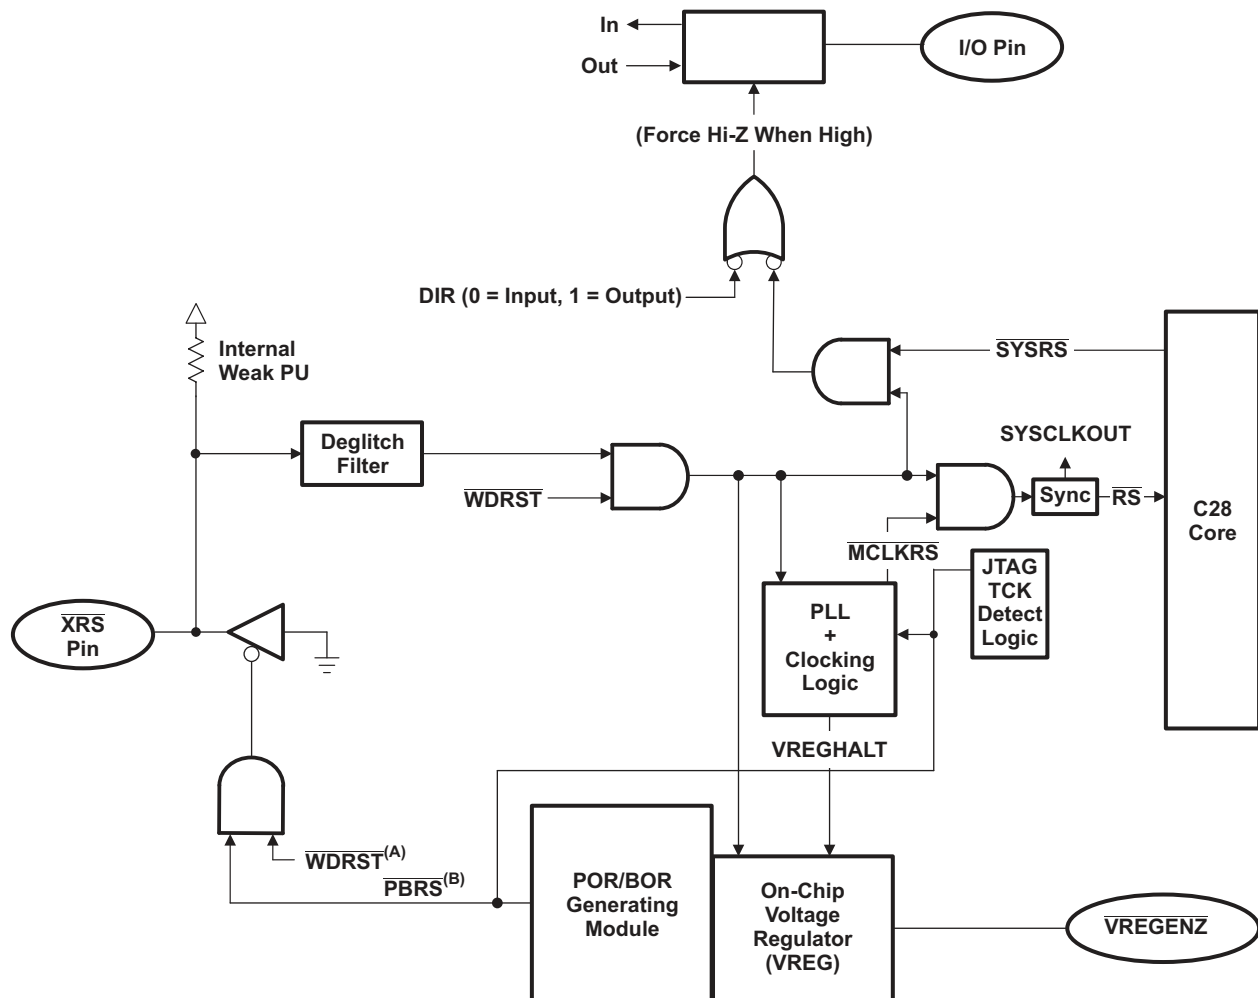 In
Out
I/O Pin
(Force Hi-Z When High)
DIR (0 = Input, 1 = Output)
Internal
Weak PU
SYSRS
Deglitch
Filter
SYSCLKOUT
WDRST
Sync
RS
C28
Core
MCLKRS
JTAG
TCK
Detect
Logic
XRS
Pin
PLL
+
Clocking
Logic
VREGHALT
WDRST(A)
PBRS(B)
POR/BOR
Generating
Module
On-Chip
Voltage
Regulator
(VREG)
VREGENZ